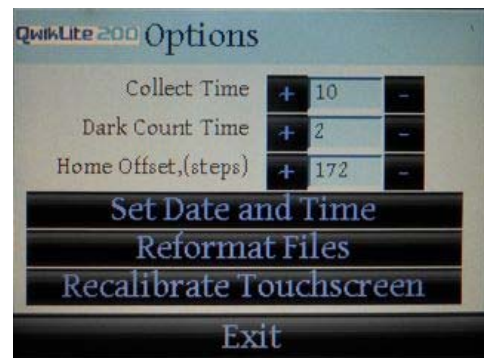 QwikLite 200 Options
Collect Time + 10 -
Dark Count Time + 2 -
Home Offset,(steps) + 172 -
Set Date and Time
Reformat Files
Recalibrate Touchscreen
Exit